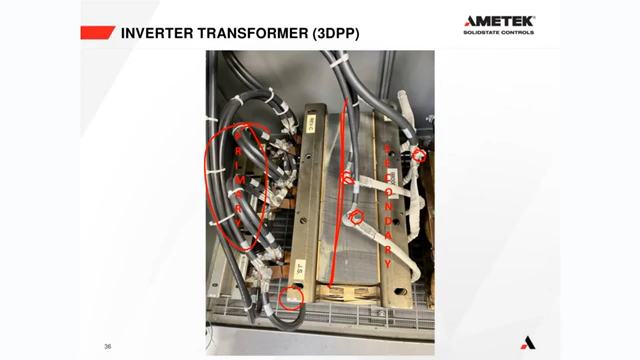 INVERTER TRANSFORMER (3DPP)
AMETEK®
SOLIDSTATE CONTROLS
PRIMARY
SECONDARY
36